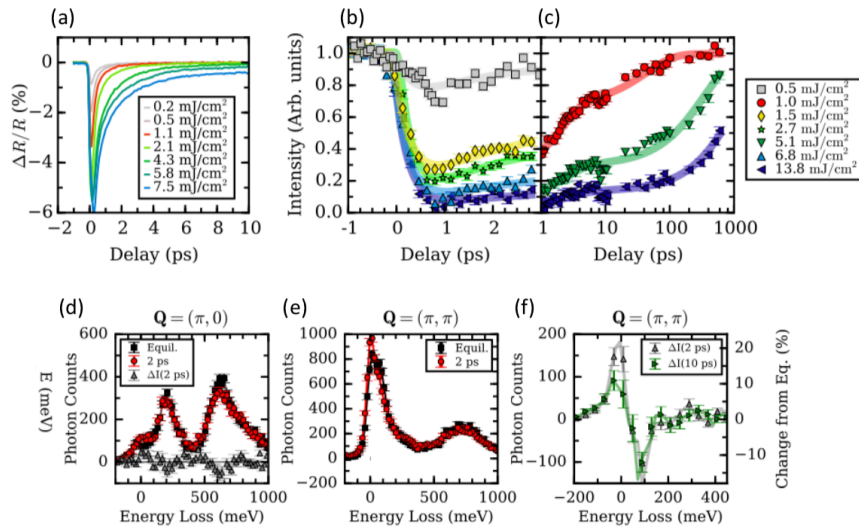 (a)
ΔR/R (%)
0
−2
−4
−6
−2 0 2 4 6 8 10
Delay (ps)
0.2 mJ/cm²
0.5 mJ/cm²
1.1 mJ/cm²
2.1 mJ/cm²
4.3 mJ/cm²
5.8 mJ/cm²
7.5 mJ/cm²
(b)
Intensity (Arb. units)
1.0
0.8
0.6
0.4
0.2
0.0
-1 0 1 2
Delay (ps)
(c)
1 10 100 1000
Delay (ps)
0.5 mJ/cm²
1.0 mJ/cm²
1.5 mJ/cm²
2.7 mJ/cm²
5.1 mJ/cm²
6.8 mJ/cm²
13.8 mJ/cm²
(d)
Q = (π, 0)
E (meV)
Photon Counts
600
400
200
0
0 500 1000
Energy Loss (meV)
Equil.
2 ps
ΔI(2 ps)
(e)
Q = (π, π)
Photon Counts
1000
800
600
400
200
0
−200
0 500 1000
Energy Loss (meV)
Equil.
2 ps
(f)
Q = (π, π)
Photon Counts
200
100
0
−100
−200 0 200 400
Energy Loss (meV)
ΔI(2 ps)
ΔI(10 ps)
20
10
0
−10
Change from Eq. (%)